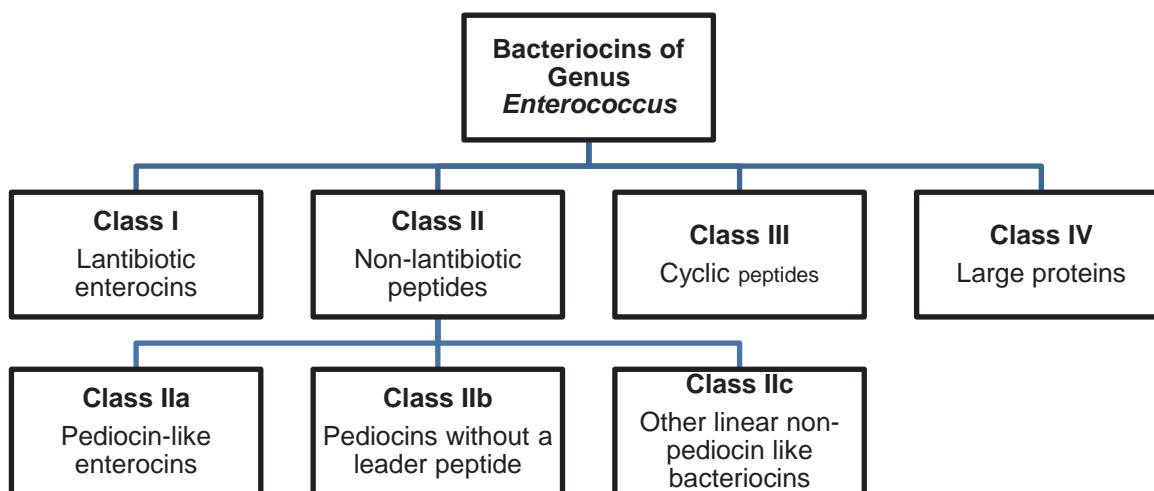 Bacteriocins of
Genus
Enterococcus
Class I
Lantibiotic
enterocins
Class II
Non-lantibiotic
peptides
Class III
Cyclic peptides
Class IV
Large proteins
Class IIa
Pediocin-like
enterocins
Class IIb
Pediocins without a
leader peptide
Class IIc
Other linear non-
pediocin like
bacteriocins